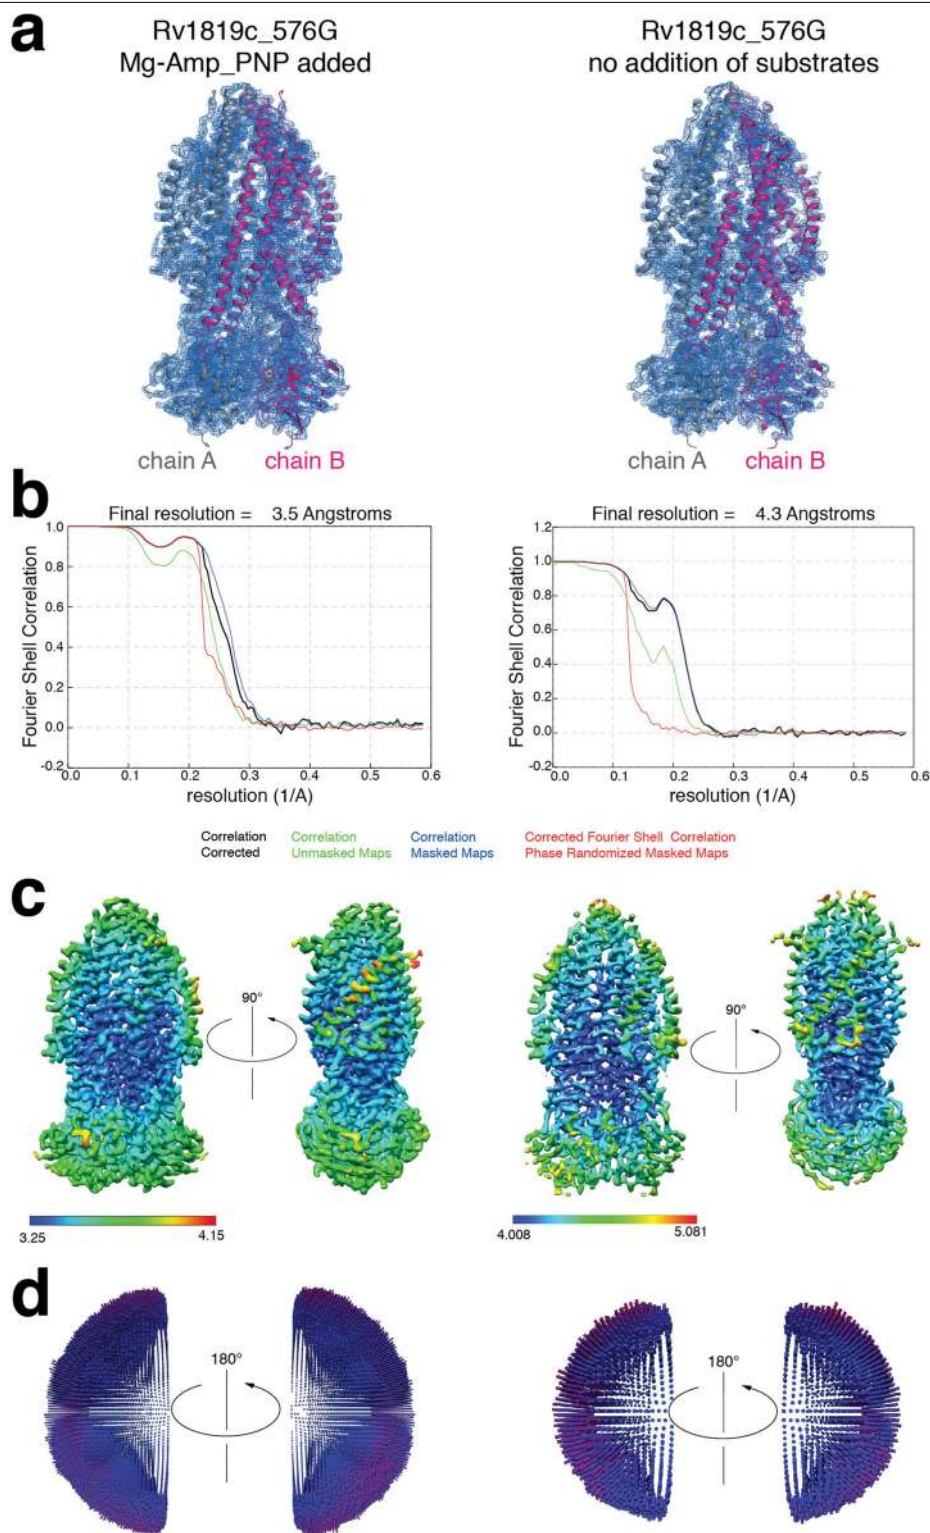 a
Rv1819c_576G
Mg-Amp_PNP added
Rv1819c_576G
no addition of substrates
chain A chain B
chain A chain B
b
Final resolution = 3.5 Angstroms
Fourier Shell Correlation
1.0
0.8
0.6
0.4
0.2
0.0
-0.2
0.0 0.1 0.2 0.3 0.4 0.5 0.6
resolution (1/A)
Final resolution = 4.3 Angstroms
Fourier Shell Correlation
1.2
1.0
0.8
0.6
0.4
0.2
0.0
-0.2
0.0 0.1 0.2 0.3 0.4 0.5 0.6
resolution (1/A)
Correlation
Corrected
Correlation
Unmasked Maps
Correlation
Masked Maps
Corrected Fourier Shell Correlation
Phase Randomized Masked Maps
c
90°
90°
3.25 4.15
4.008 5.081
d
180°
180°